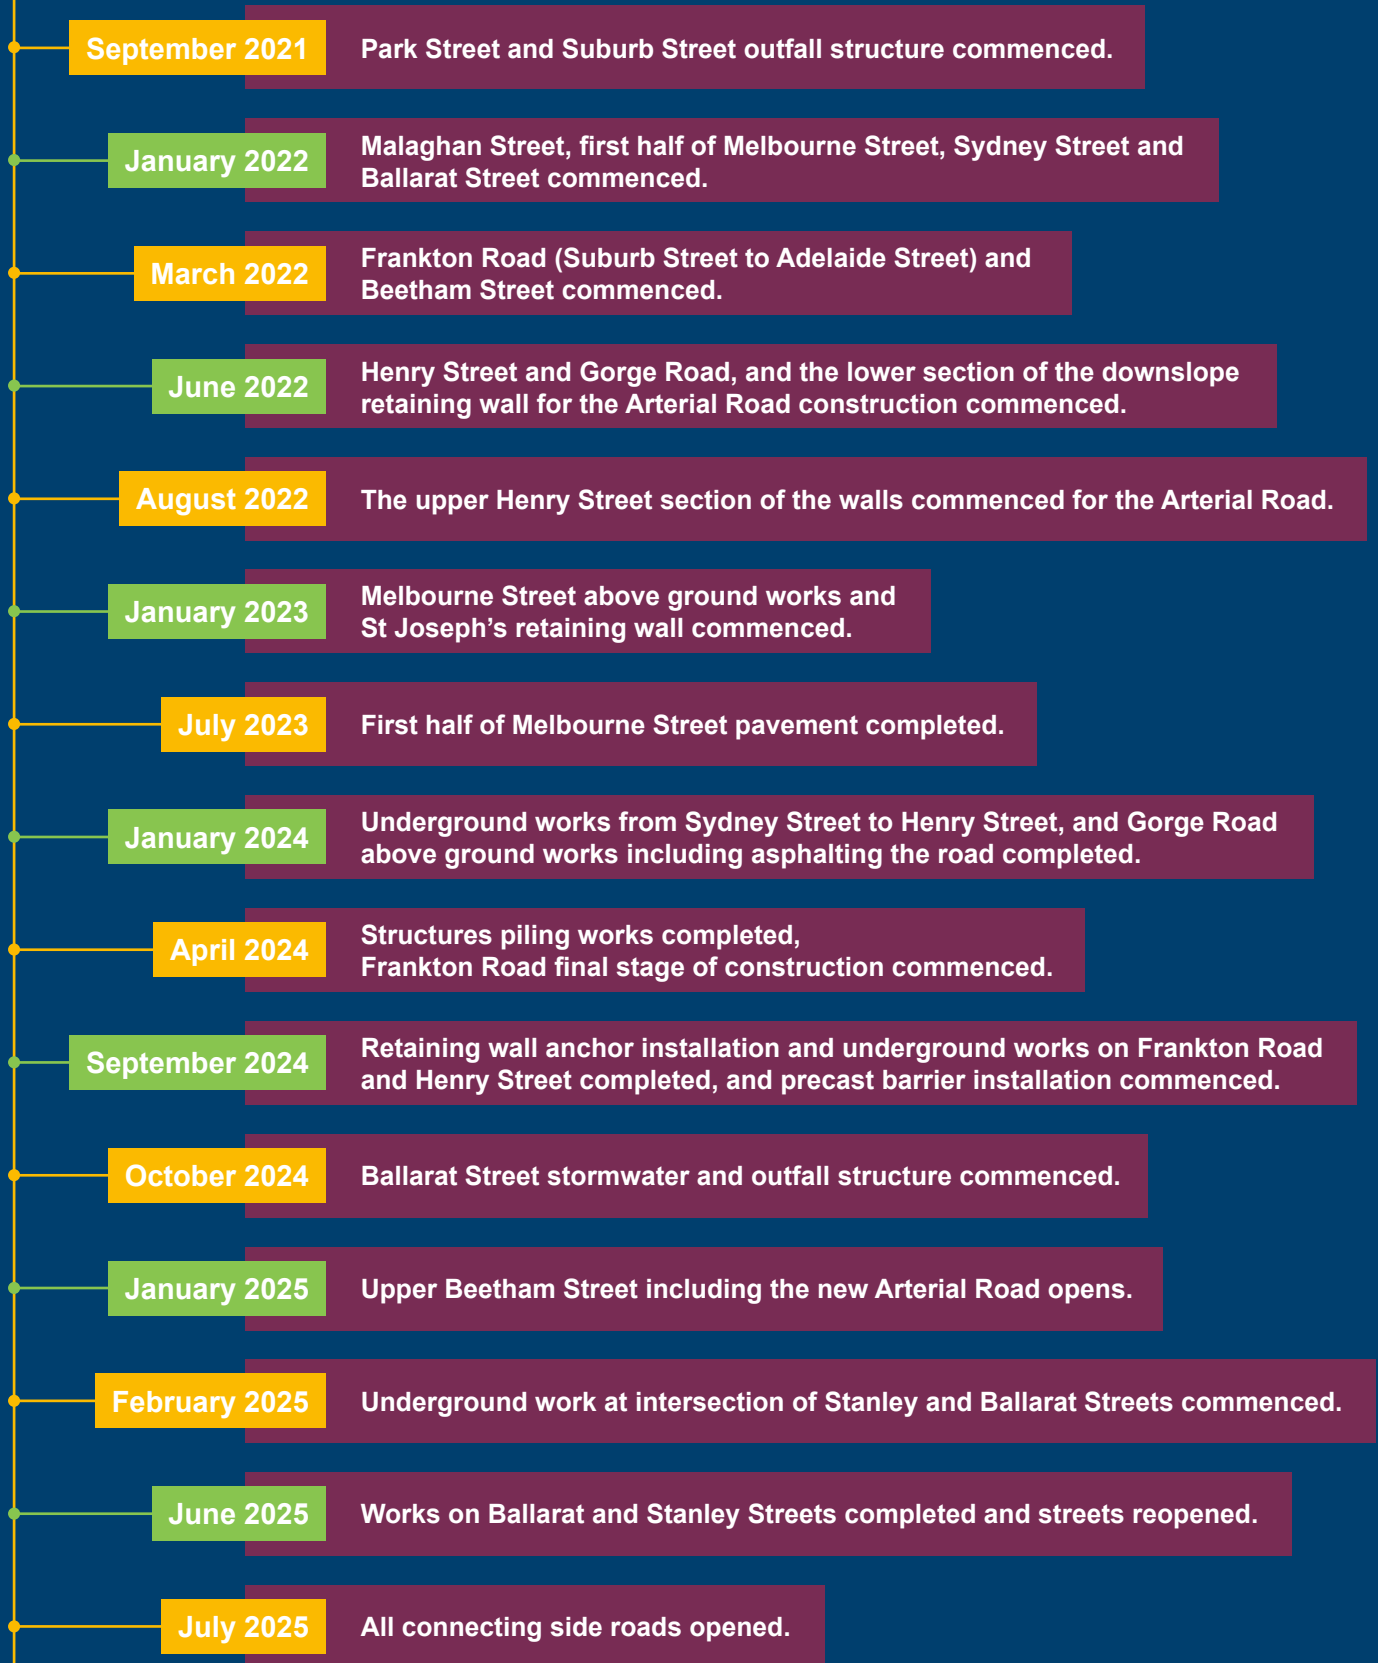 September 2021
Park Street and Suburb Street outfall structure commenced.
January 2022
Malaghan Street, first half of Melbourne Street, Sydney Street and
Ballarat Street commenced.
March 2022
Frankton Road (Suburb Street to Adelaide Street) and
Beetham Street commenced.
June 2022
Henry Street and Gorge Road, and the lower section of the downslope
retaining wall for the Arterial Road construction commenced.
August 2022
The upper Henry Street section of the walls commenced for the Arterial Road.
January 2023
Melbourne Street above ground works and
St Joseph’s retaining wall commenced.
July 2023
First half of Melbourne Street pavement completed.
January 2024
Underground works from Sydney Street to Henry Street, and Gorge Road
above ground works including asphalting the road completed.
April 2024
Structures piling works completed,
Frankton Road final stage of construction commenced.
September 2024
Retaining wall anchor installation and underground works on Frankton Road
and Henry Street completed, and precast barrier installation commenced.
October 2024
Ballarat Street stormwater and outfall structure commenced.
January 2025
Upper Beetham Street including the new Arterial Road opens.
February 2025
Underground work at intersection of Stanley and Ballarat Streets commenced.
June 2025
Works on Ballarat and Stanley Streets completed and streets reopened.
July 2025
All connecting side roads opened.